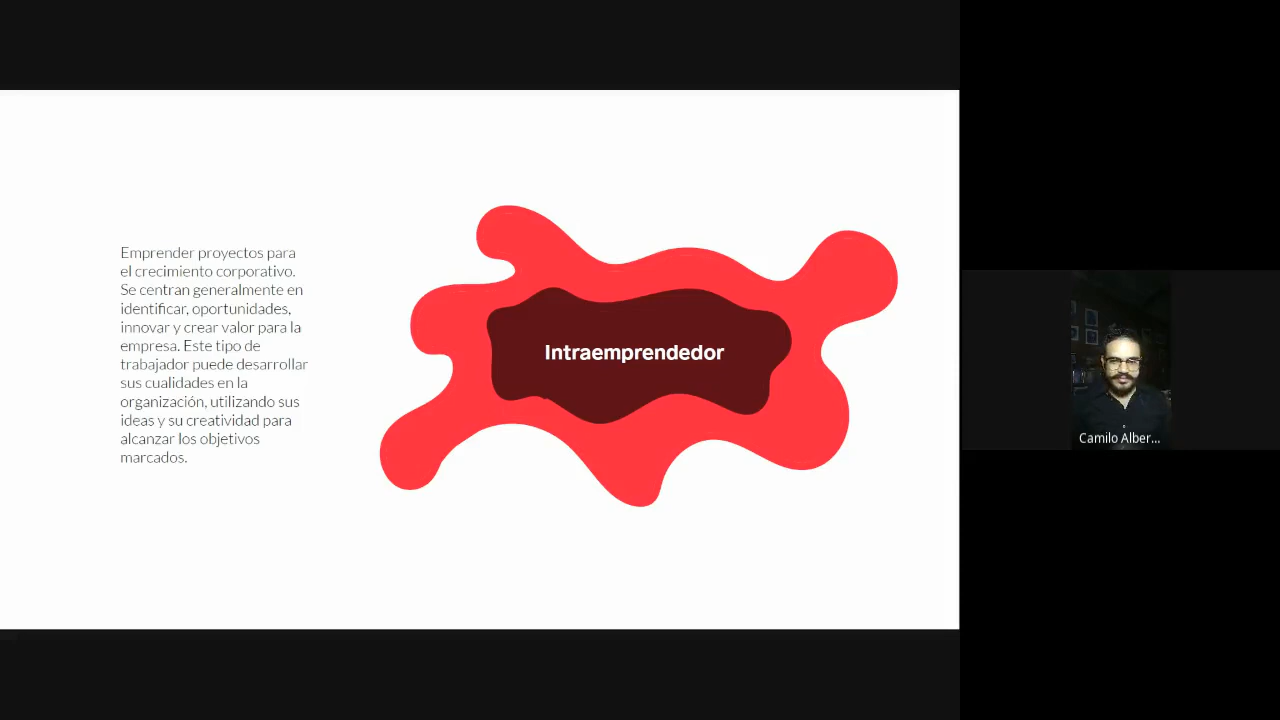 Emprender proyectos para
el crecimiento corporativo.
Se centran generalmente en
identificar, oportunidades,
innovar y crear valor para la
empresa. Este tipo de
trabajador puede desarrollar
sus cualidades en la
organización, utilizando sus
ideas y su creatividad para
alcanzar los objetivos
marcados.
Intraemprendedor
Camilo Alber...